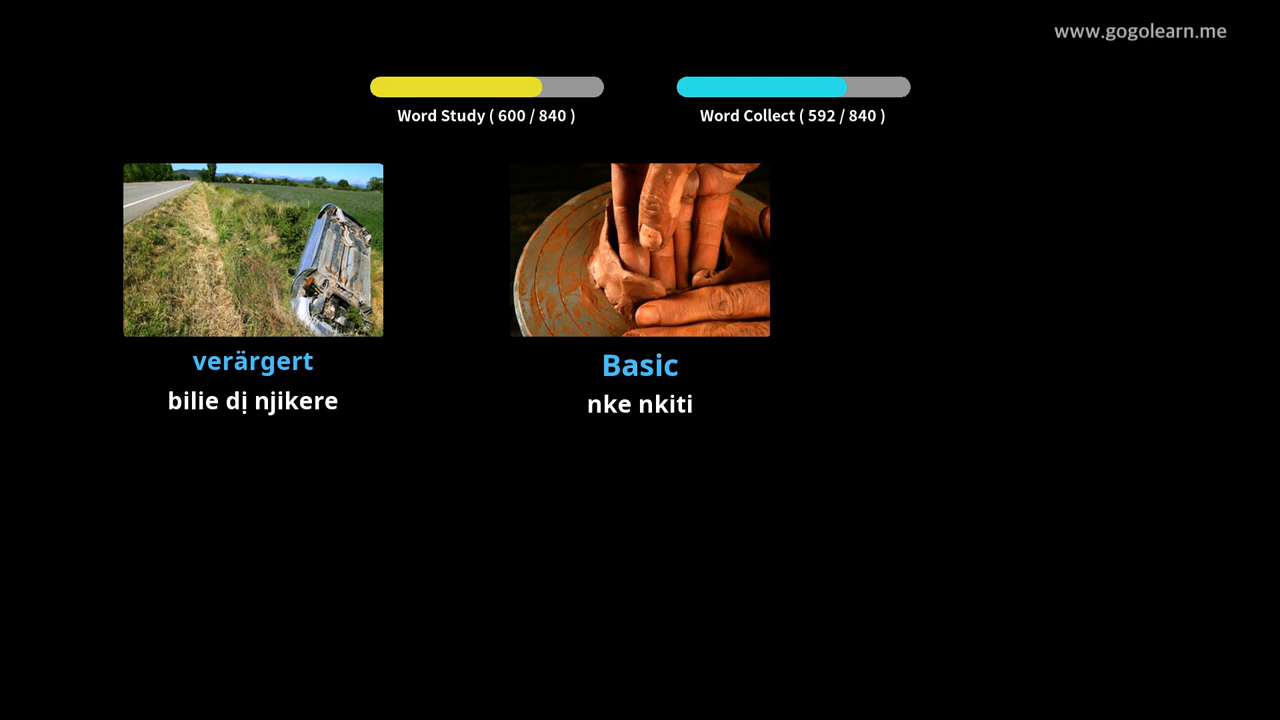 www.gogolearn.me
Word Study ( 600 / 840 )
Word Collect ( 592 / 840 )
verärgert
bilie dị njikere
Basic
nke nkiti